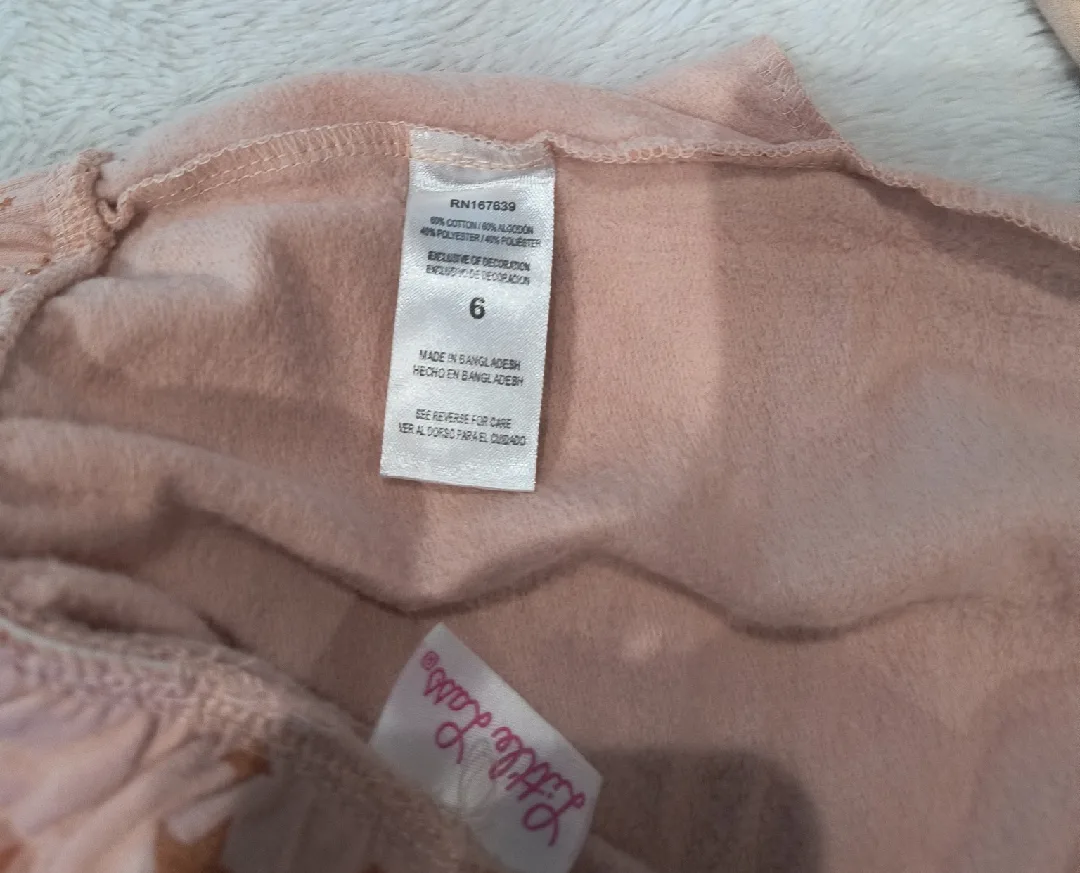 RN167639
60% COTTON / 60% ALGODÓN
40% POLYESTER / 40% POLIÉSTER
EXCLUSIVE OF DECORATION
EXCLUSIVO DE DECORACION
6
MADE IN BANGLADESH
HECHO EN BANGLADESH
SEE REVERSE FOR CARE
VER AL DORSO PARA EL CUIDADO
Little Lass®